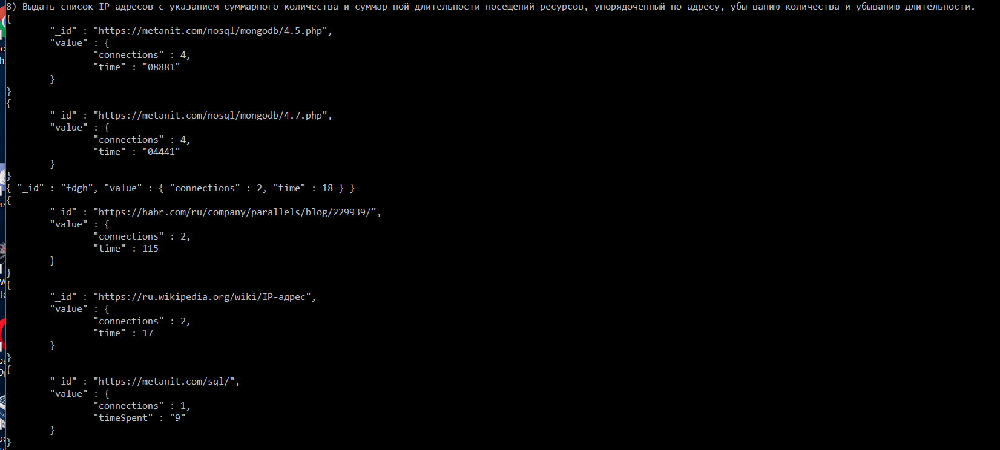 8) Выдать список IP-адресов с указанием суммарного количества и суммар-ной длительности посещений ресурсов, упорядоченный по адресу, убы-ванию количества и убыванию длительности.
{
"_id" : "https://metanit.com/nosql/mongodb/4.5.php",
"value" : {
"connections" : 4,
"time" : "08881"
}
}
{
"_id" : "https://metanit.com/nosql/mongodb/4.7.php",
"value" : {
"connections" : 4,
"time" : "04441"
}
}
{ "_id" : "fdgh", "value" : { "connections" : 2, "time" : 18 } }
{
"_id" : "https://habr.com/ru/company/parallels/blog/229939/",
"value" : {
"connections" : 2,
"time" : 115
}
}
{
"_id" : "https://ru.wikipedia.org/wiki/IP-адрес",
"value" : {
"connections" : 2,
"time" : 17
}
}
{
"_id" : "https://metanit.com/sql/",
"value" : {
"connections" : 1,
"timeSpent" : "9"
}
}